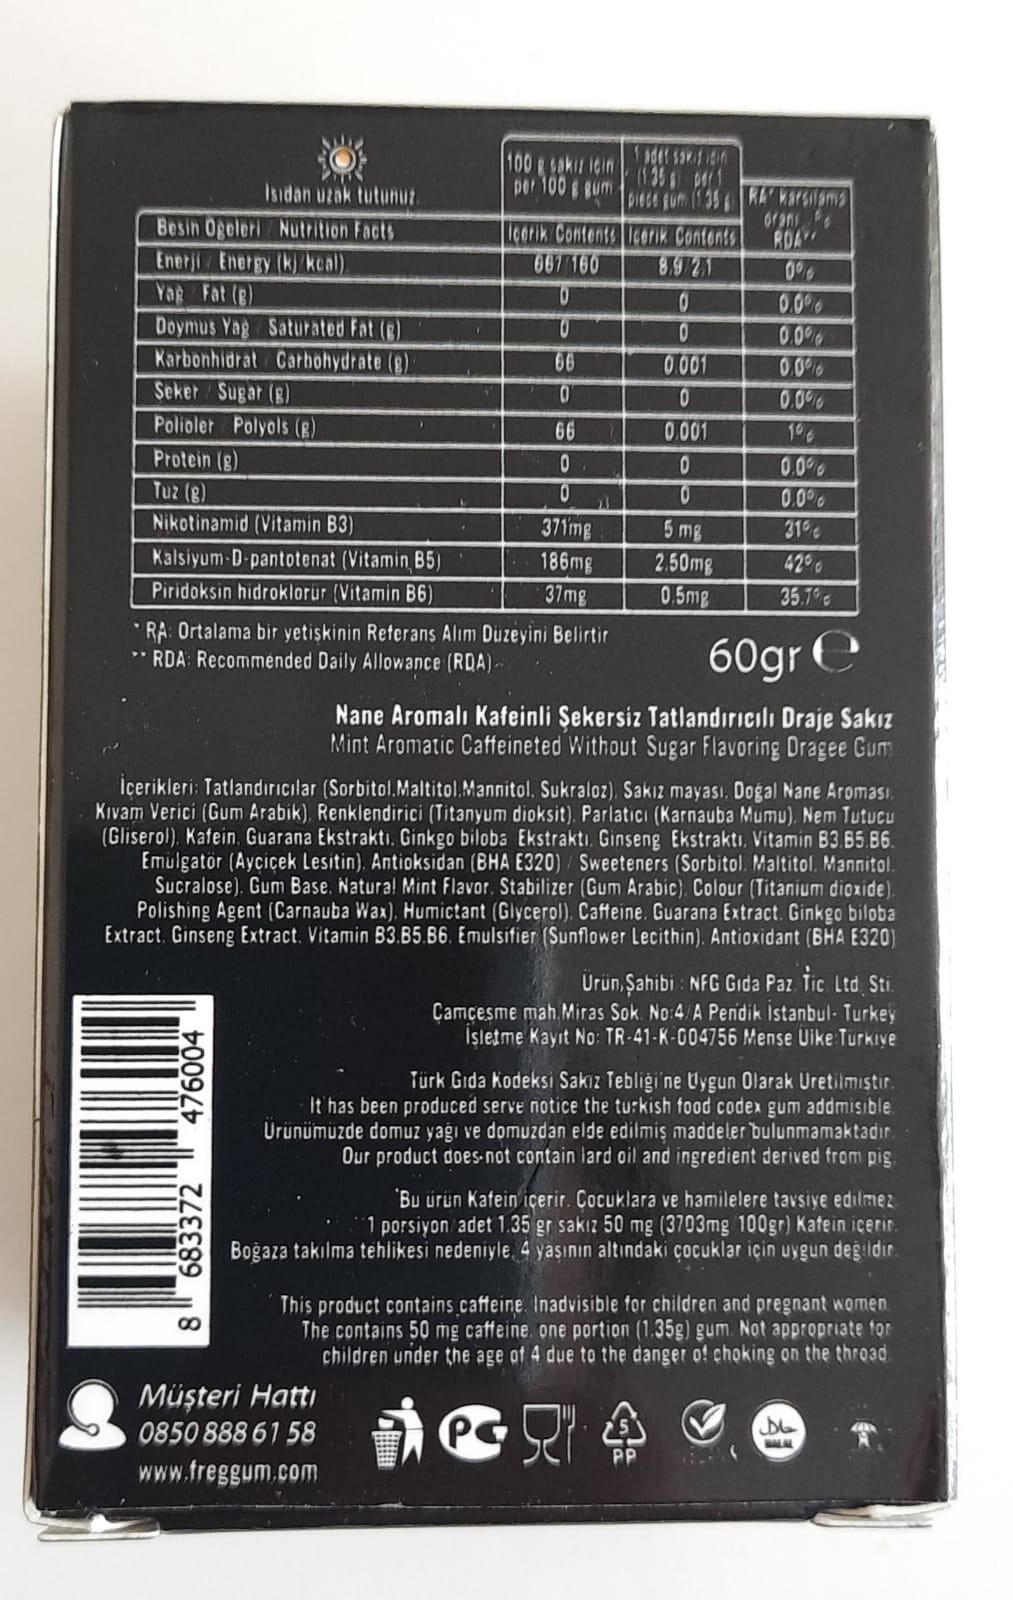 Isıdan uzak tutunuz.
100 g sakız için
per 100 g gum
1 adet sakız için
(1.35 g) per 1
piece gum (1.35 g)
RA* karşılama
oranı %
RDA**
Besin Öğeleri / Nutrition Facts
İçerik/Contents İçerik Contents
Enerji / Energy (kj/kcal) 667/160 8.9/2.1 0%
Yağ / Fat (g) 0 0 0.0%
Doymus Yağ / Saturated Fat (g) 0 0 0.0%
Karbonhidrat / Carbohydrate (g) 66 0.001 0.0%
Şeker / Sugar (g) 0 0 0.0%
Polioler / Polyols (g) 66 0.001 1%
Protein (g) 0 0 0.0%
Tuz (g) 0 0 0.0%
Nikotinamid (Vitamin B3) 371mg 5 mg 31%
Kalsiyum-D-pantotenat (Vitamin B5) 186mg 2.50mg 42%
Piridoksin hidroklorür (Vitamin B6) 37mg 0.5mg 35.7%
* RA: Ortalama bir yetişkinin Referans Alım Düzeyini Belirtir
** RDA: Recommended Daily Allowance (RDA)
60gr ℮
Nane Aromalı Kafeinli Şekersiz Tatlandırıcılı Draje Sakız
Mint Aromatic Caffeineted Without Sugar Flavoring Dragee Gum
İçerikleri: Tatlandırıcılar (Sorbitol.Maltitol.Mannitol. Sukraloz). Sakız mayası. Doğal Nane Aroması.
Kıvam Verici (Gum Arabik). Renklendirici (Titanyum dioksit). Parlatıcı (Karnauba Mumu). Nem Tutucu
(Gliserol). Kafein. Guarana Ekstraktı. Ginkgo biloba Ekstraktı. Ginseng Ekstraktı. Vitamin B3.B5.B6.
Emülgatör (Ayçiçek Lesitin). Antioksidan (BHA E320) / Sweeteners (Sorbitol. Maltitol. Mannitol.
Sucralose). Gum Base. Natural Mint Flavor. Stabilizer (Gum Arabic). Colour (Titanium dioxide).
Polishing Agent (Carnauba Wax). Humictant (Glycerol). Caffeine. Guarana Extract. Ginkgo biloba
Extract. Ginseng Extract. Vitamin B3.B5.B6. Emulsifier (Sunflower Lecithin). Antioxidant (BHA E320)
Ürün Sahibi : NFG Gıda Paz. Tic. Ltd. Sti.
Çamçeşme mah.Miras Sok. No:4/A Pendik İstanbul- Turkey
İşletme Kayıt No: TR-41-K-004756 Menşe Ülke:Türkiye
Türk Gıda Kodeksi Sakız Tebliği'ne Uygun Olarak Üretilmiştir.
It has been produced serve notice the turkish food codex gum addmisible.
Ürünümüzde domuz yağı ve domuzdan elde edilmiş maddeler bulunmamaktadır.
Our product does not contain lard oil and ingredient derived from pig.
Bu ürün Kafein içerir. Çocuklara ve hamilelere tavsiye edilmez
1 porsiyon/adet 1.35 gr sakız 50 mg (3703mg/100gr) Kafein içerir.
Boğaza takılma tehlikesi nedeniyle, 4 yaşının altındaki çocuklar için uygun değildir.
This product contains caffeine. Inadvisible for children and pregnant women.
The contains 50 mg caffeine. one portion (1.35g) gum. Not appropriate for
children under the age of 4 due to the danger of choking on the throad.
8 683372 476004
Müşteri Hattı
0850 888 61 58
www.freggum.com
5
PP
حلال
HALAL